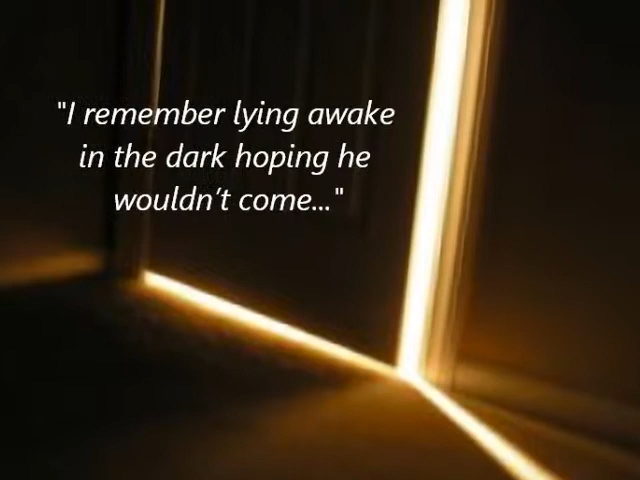 "I remember lying awake
in the dark hoping he
wouldn’t come..."